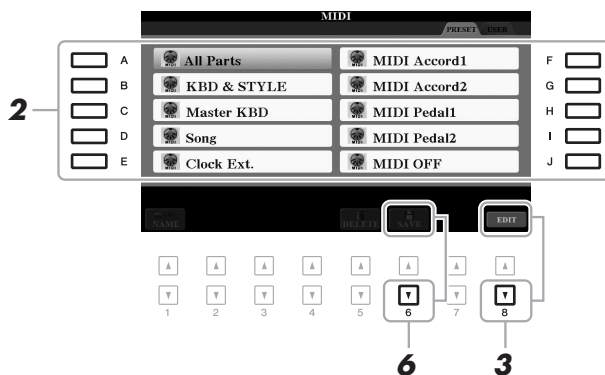 MIDI
PRESET USER
A All Parts MIDI Accord1 F
B KBD & STYLE MIDI Accord2 G
2 C Master KBD MIDI Pedal1 H
D Song MIDI Pedal2 I
E Clock Ext. MIDI OFF J
NAME DELETE SAVE EDIT
1 2 3 4 5 6 7 8
6 3